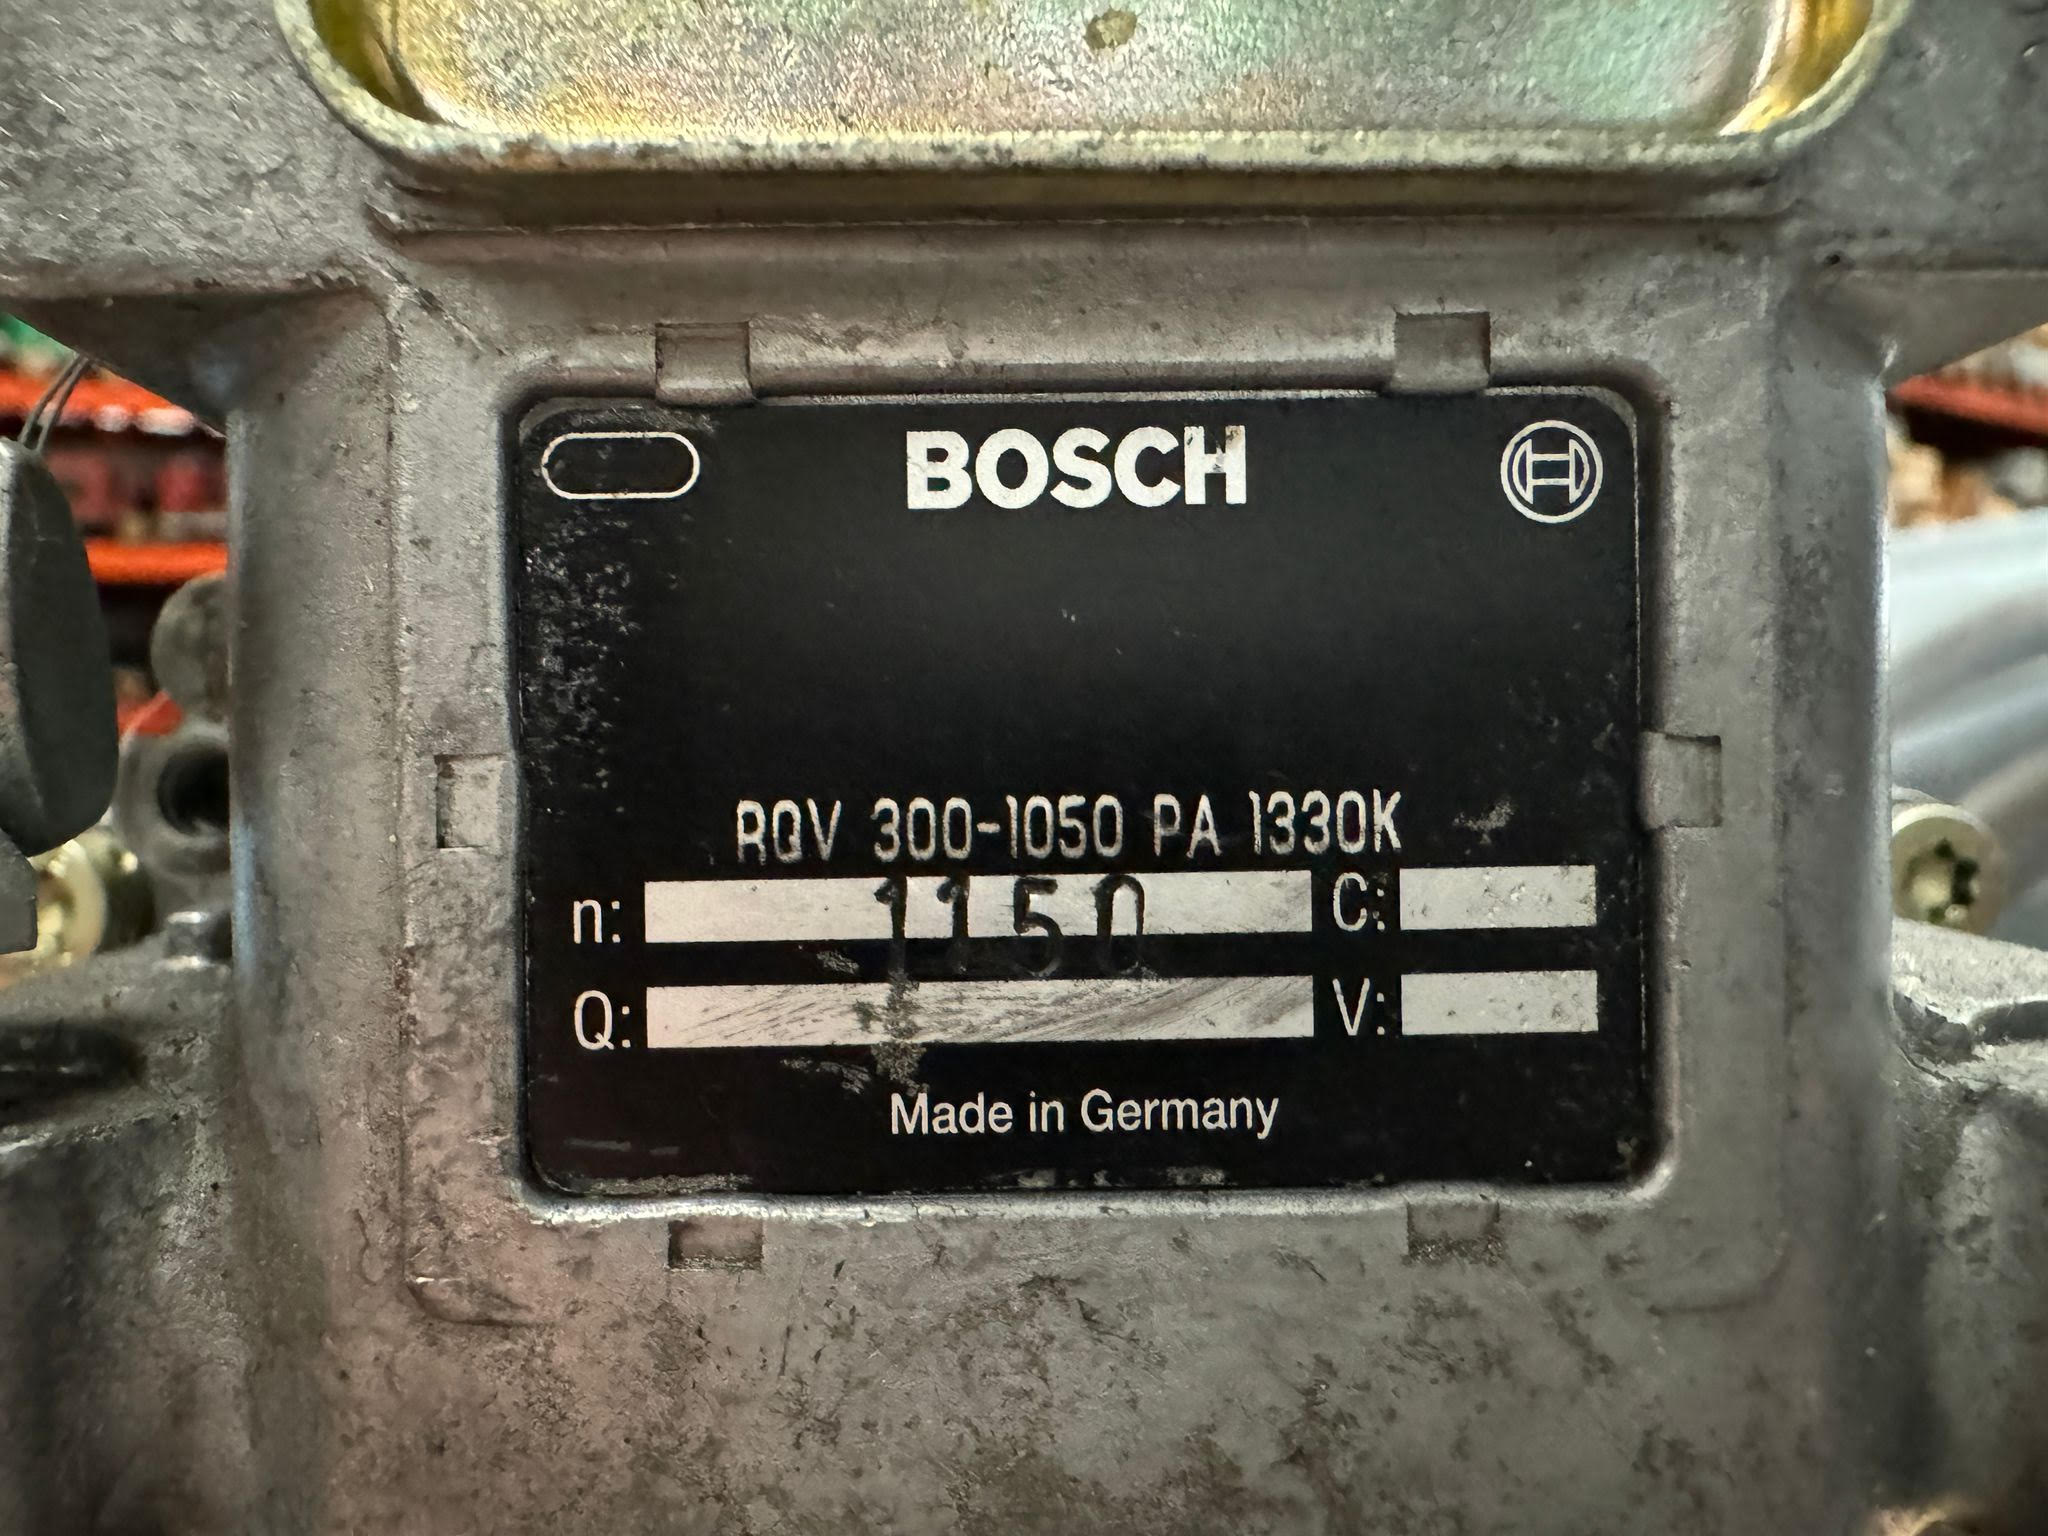 BOSCH
RQV 300-1050 PA 1330K
n: 1150 C:
Q: V:
Made in Germany